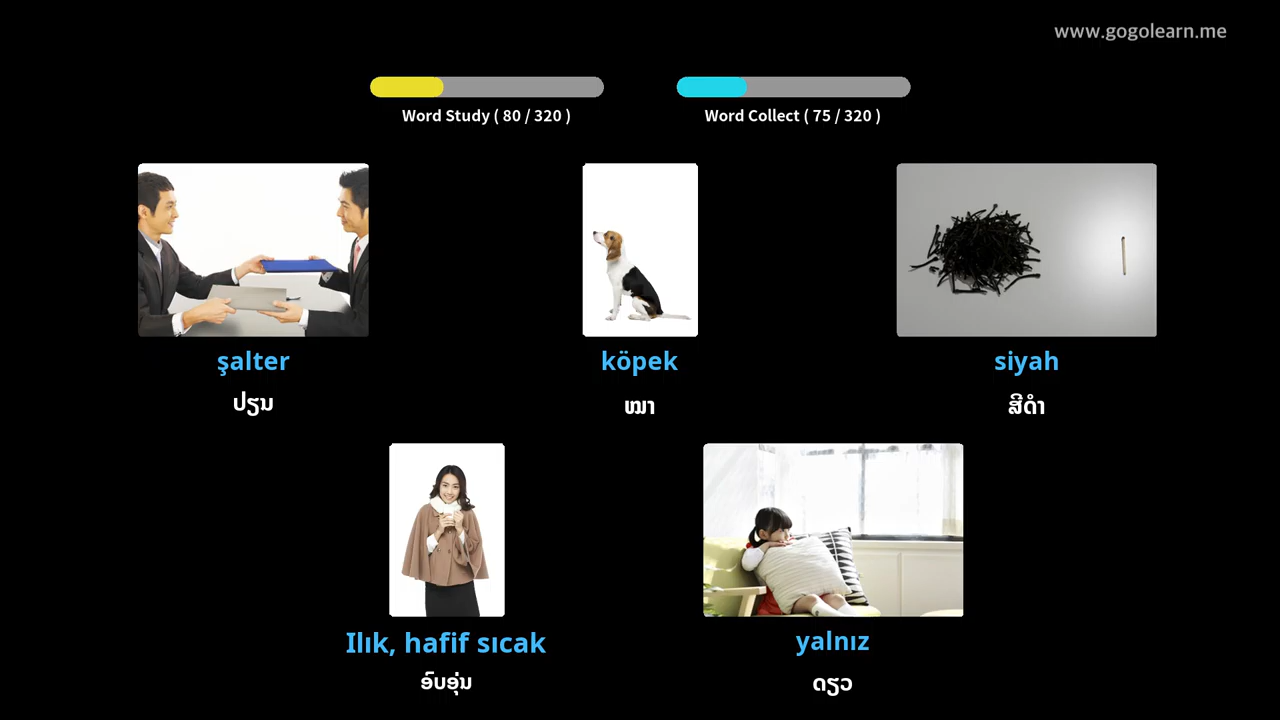 www.gogolearn.me
Word Study ( 80 / 320 )
Word Collect ( 75 / 320 )
şalter
köpek
siyah
ປ່ຽນ
ໝາ
ສີດຳ
Ilık, hafif sıcak
yalnız
ອົບອຸ່ນ
ດຽວ